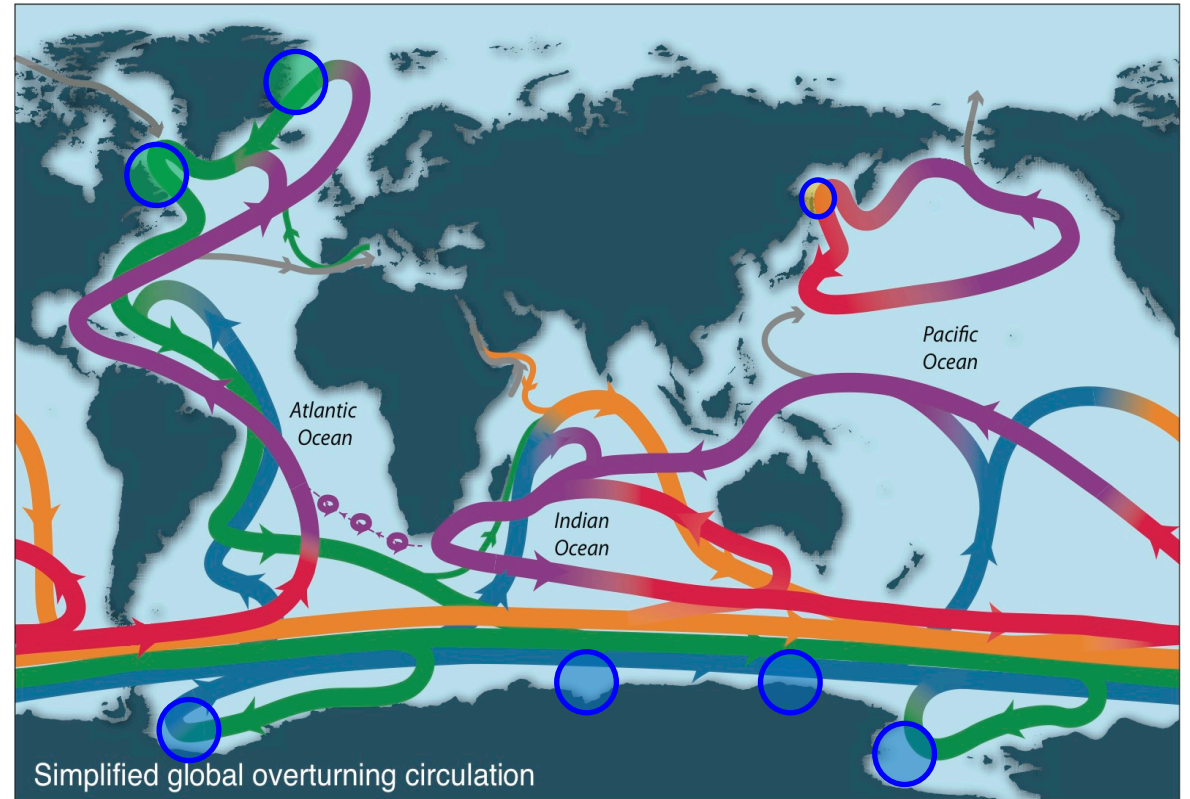 Pacific
Ocean
Atlantic
Ocean
Indian
Ocean
Simplified global overturning circulation